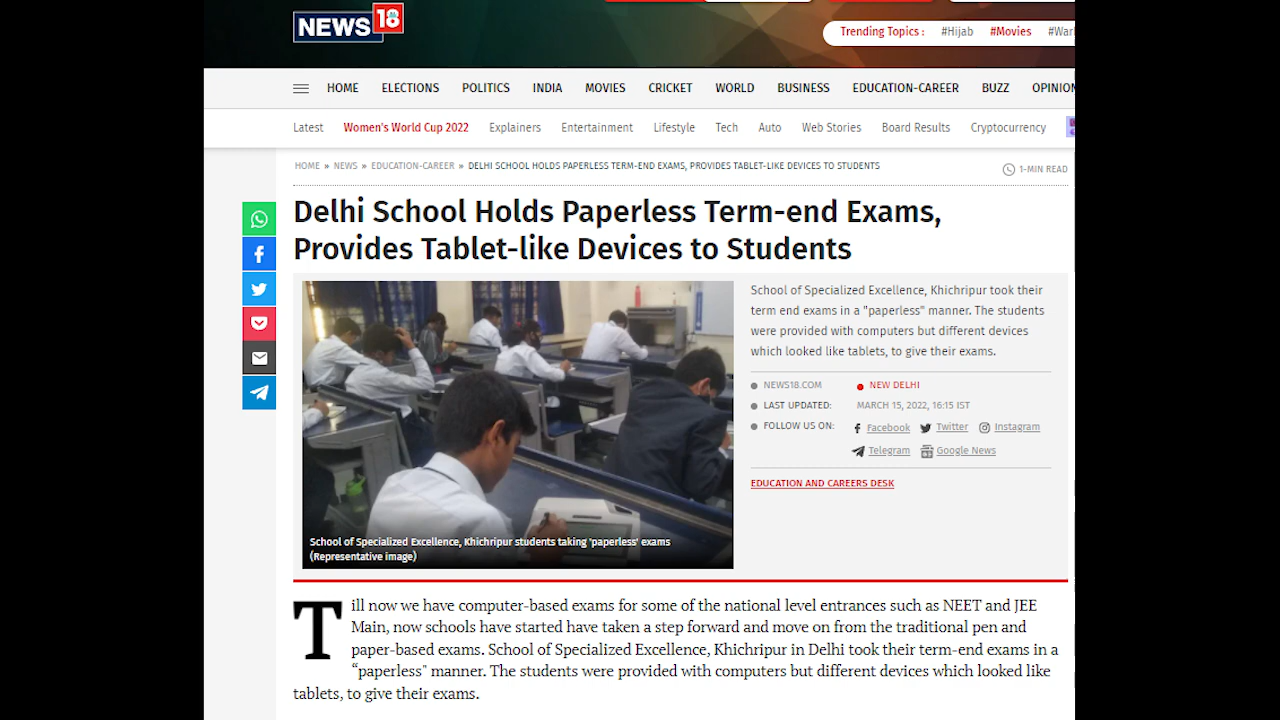 NEWS 18
Trending Topics : #Hijab #Movies
HOME ELECTIONS POLITICS INDIA MOVIES CRICKET WORLD BUSINESS EDUCATION-CAREER BUZZ OPINION
Latest Women's World Cup 2022 Explainers Entertainment Lifestyle Tech Auto Web Stories Board Results Cryptocurrency
HOME » NEWS » EDUCATION-CAREER » DELHI SCHOOL HOLDS PAPERLESS TERM-END EXAMS, PROVIDES TABLET-LIKE DEVICES TO STUDENTS
1-MIN READ
Delhi School Holds Paperless Term-end Exams,
Provides Tablet-like Devices to Students
School of Specialized Excellence, Khichripur students taking 'paperless' exams
(Representative image)
School of Specialized Excellence, Khichripur took their
term end exams in a "paperless" manner. The students
were provided with computers but different devices
which looked like tablets, to give their exams.
NEWS18.COM NEW DELHI
LAST UPDATED: MARCH 15, 2022, 16:15 IST
FOLLOW US ON: Facebook Twitter Instagram
Telegram Google News
EDUCATION AND CAREERS DESK
Till now we have computer-based exams for some of the national level entrances such as NEET and JEE
Main, now schools have started have taken a step forward and move on from the traditional pen and
paper-based exams. School of Specialized Excellence, Khichripur in Delhi took their term-end exams in a
“paperless" manner. The students were provided with computers but different devices which looked like
tablets, to give their exams.